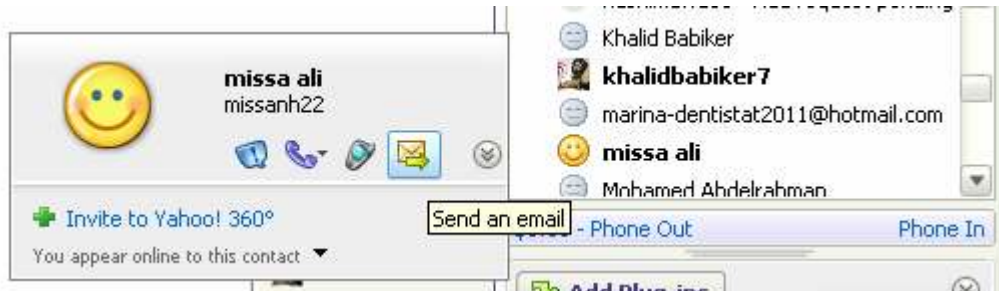 missa ali
missanh22
Invite to Yahoo! 360°
You appear online to this contact
Send an email
Khalid Babiker
khalidbabiker7
marina-dentistat2011@hotmail.com
missa ali
Mohamed Abdelrahman
- Phone Out
Phone In
Add Plug-ins